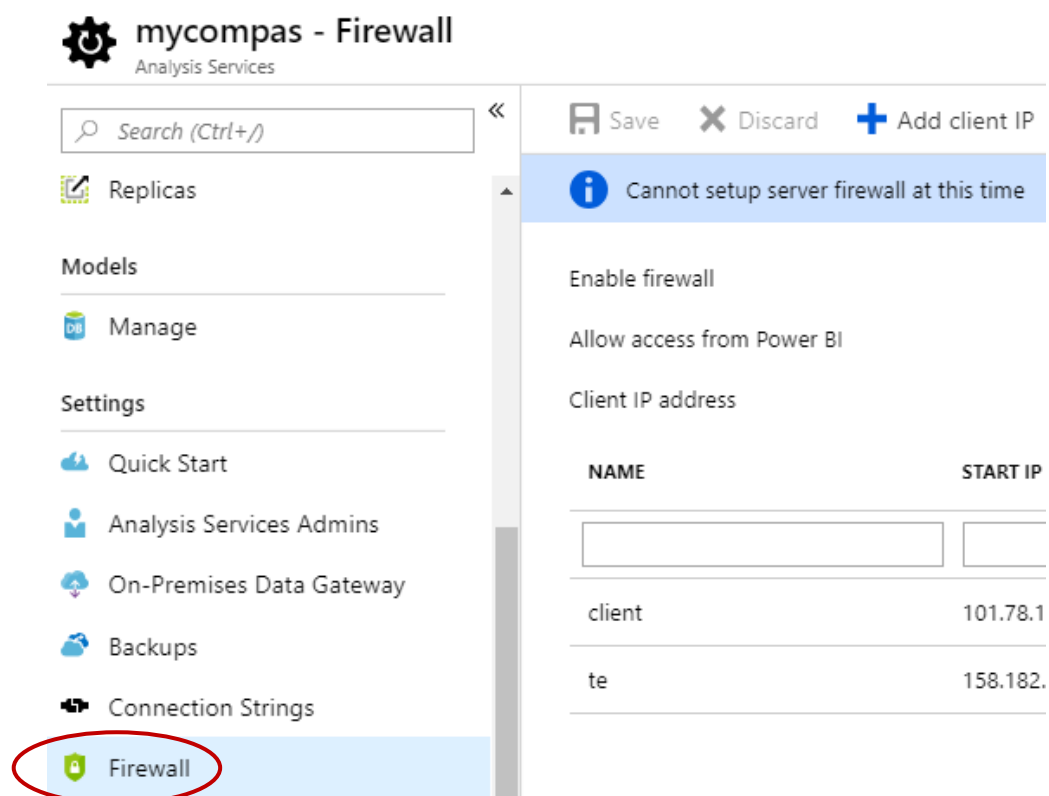 mycompas - Firewall
Analysis Services
Search (Ctrl+/)
«
Replicas
Models
DB
Manage
Settings
Quick Start
Analysis Services Admins
On-Premises Data Gateway
Backups
Connection Strings
Firewall
Save Discard Add client IP
Cannot setup server firewall at this time
Enable firewall
Allow access from Power BI
Client IP address
NAME START IP
client 101.78.1
te 158.182.